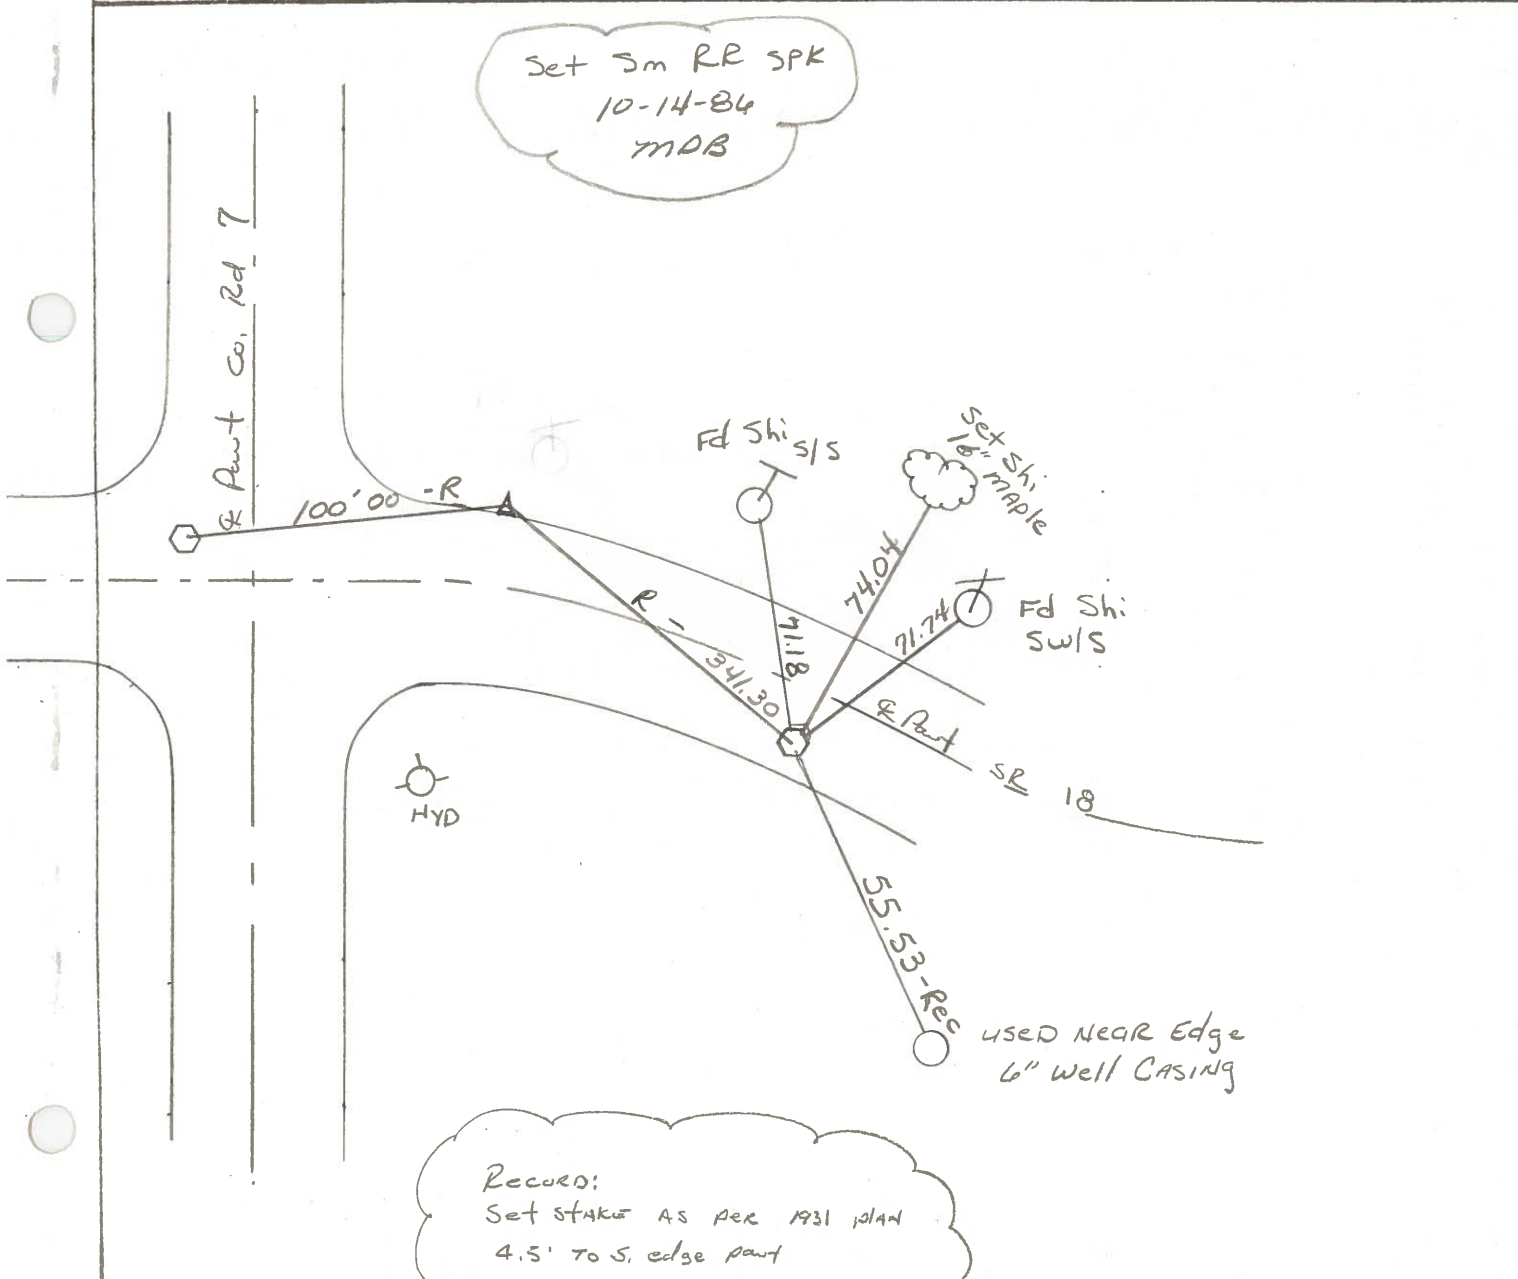 Set Sm RR SPK
10-14-86
MDB
℄ Pavt Co. Rd 7
100'00 -R
Fd Shi S/S
Set Shi
16" MAPLE
74.04
71.18
71.74
Fd Shi
SW/S
R -
341.30
℄ Pavt
SR 18
HYD
55.53-Rec
USED NEAR Edge
6" Well CASING
RECORD:
Set STAKE AS PER 1931 PLAN
4.5' TO S. edge pavt